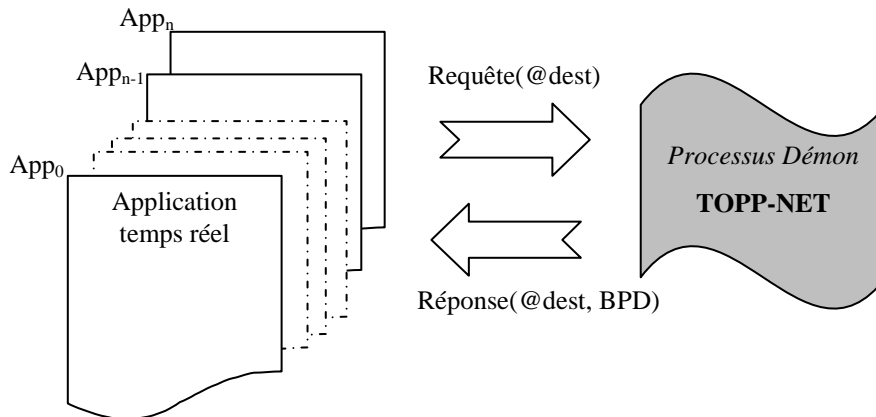 Appₙ
Appₙ₋₁
App₀
Application
temps réel
Requête(@dest)
Réponse(@dest, BPD)
Processus Démon
TOPP-NET